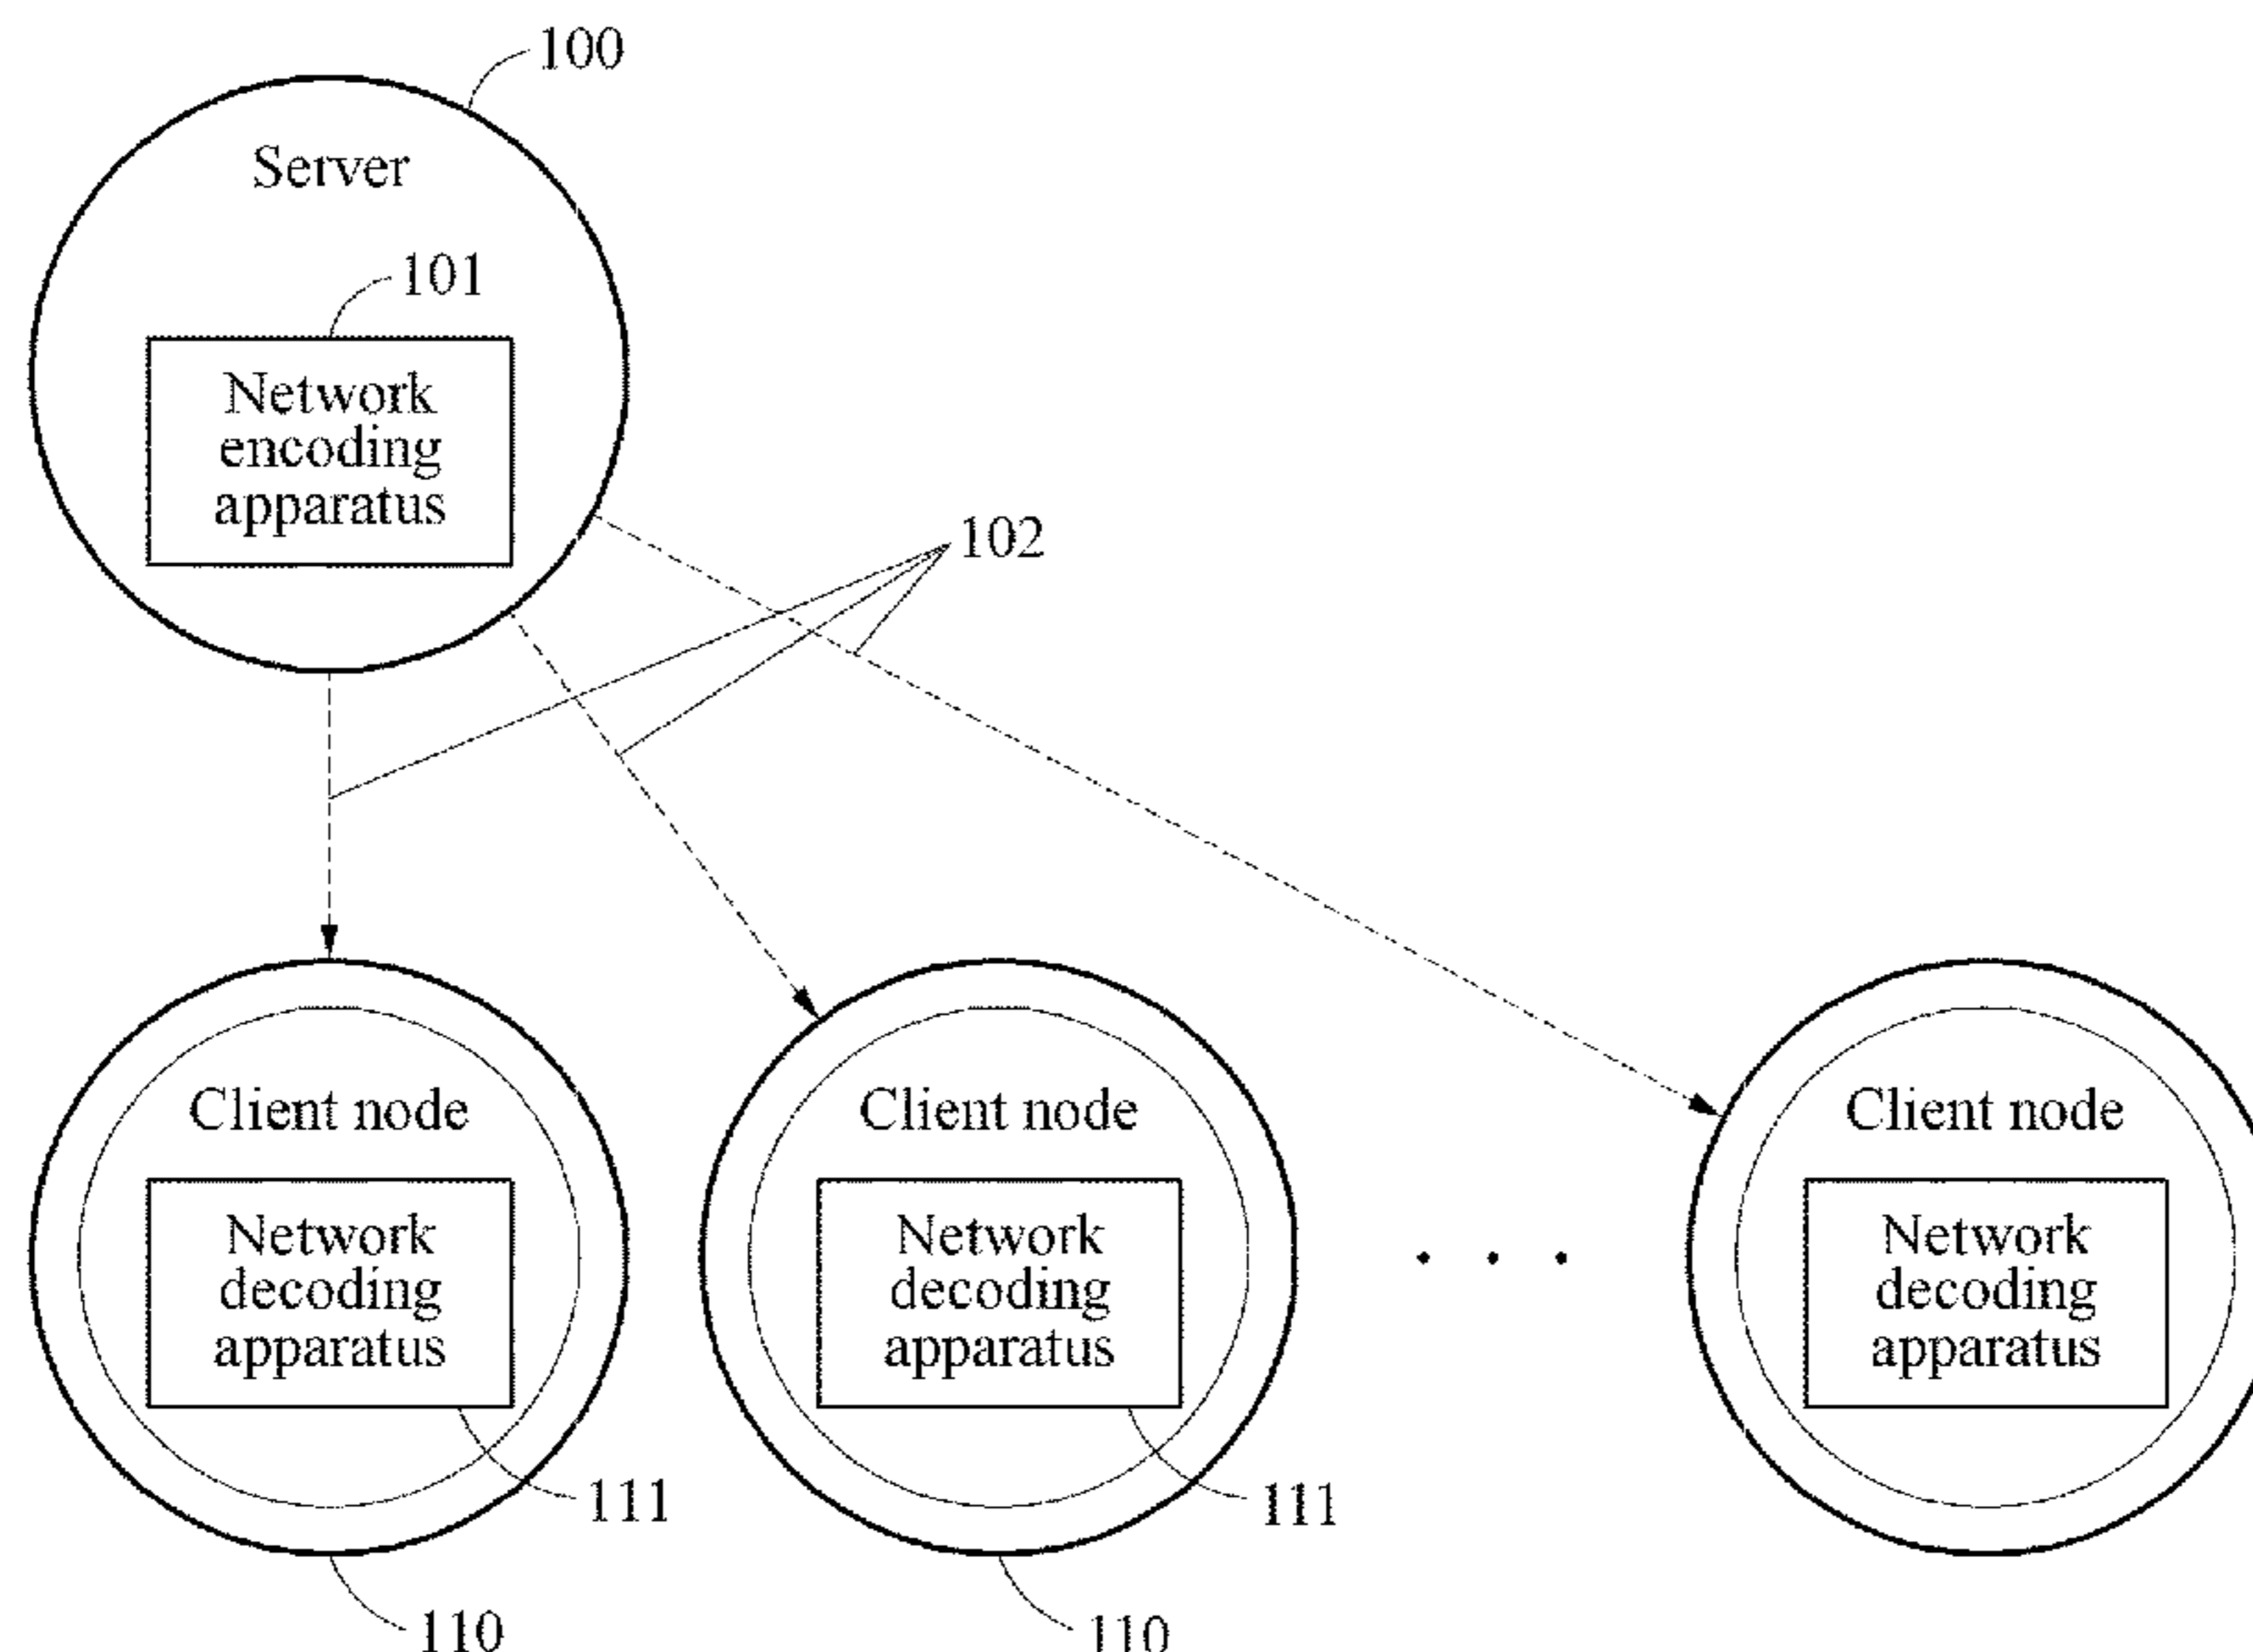 100
Server
101
Network
encoding
apparatus
102
Client node
Network
decoding
apparatus
111
110
Client node
Network
decoding
apparatus
111
110
Client node
Network
decoding
apparatus